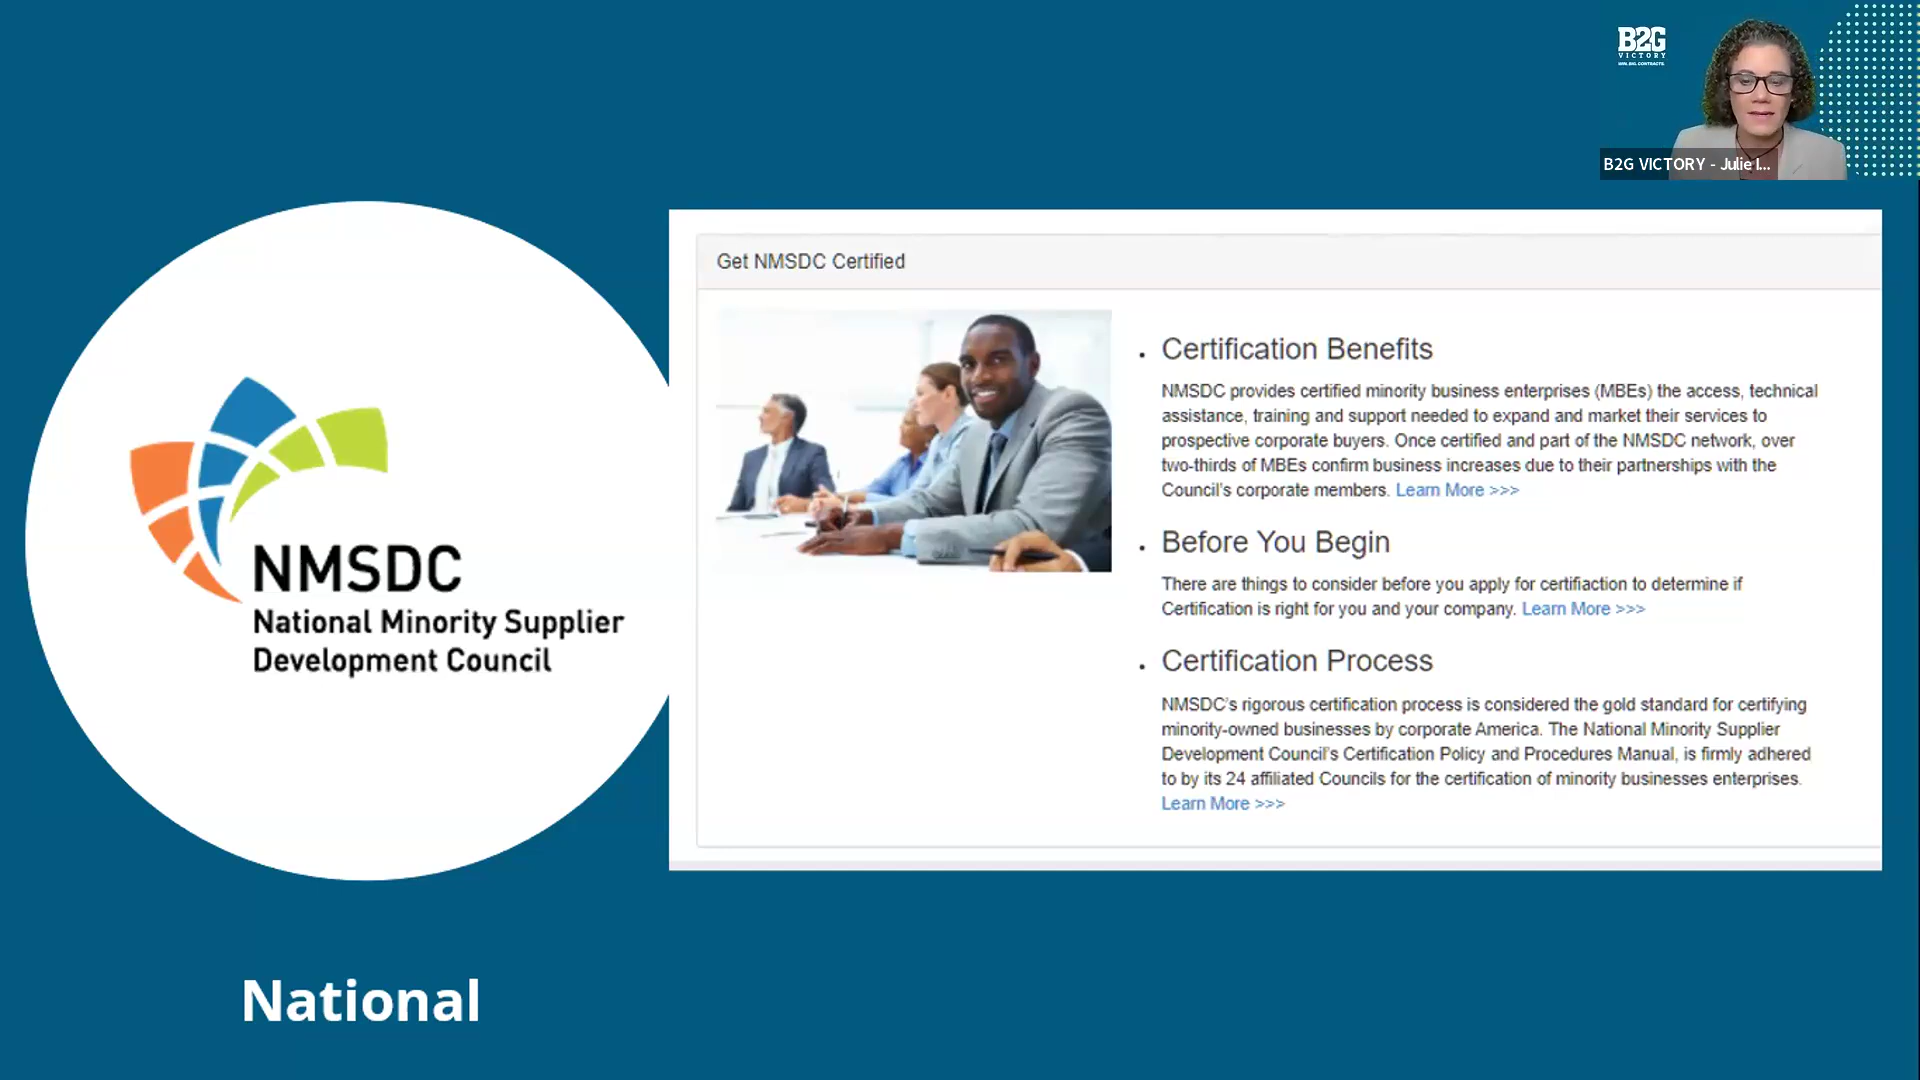 B2G
VICTORY
WIN. BIG. CONTRACTS.
B2G VICTORY - Julie I...
Get NMSDC Certified
Certification Benefits
NMSDC provides certified minority business enterprises (MBEs) the access, technical
assistance, training and support needed to expand and market their services to
prospective corporate buyers. Once certified and part of the NMSDC network, over
two-thirds of MBEs confirm business increases due to their partnerships with the
Council's corporate members. Learn More >>>
Before You Begin
There are things to consider before you apply for certifiaction to determine if
Certification is right for you and your company. Learn More >>>
Certification Process
NMSDC's rigorous certification process is considered the gold standard for certifying
minority-owned businesses by corporate America. The National Minority Supplier
Development Council's Certification Policy and Procedures Manual, is firmly adhered
to by its 24 affiliated Councils for the certification of minority businesses enterprises.
Learn More >>>
NMSDC
National Minority Supplier
Development Council
National